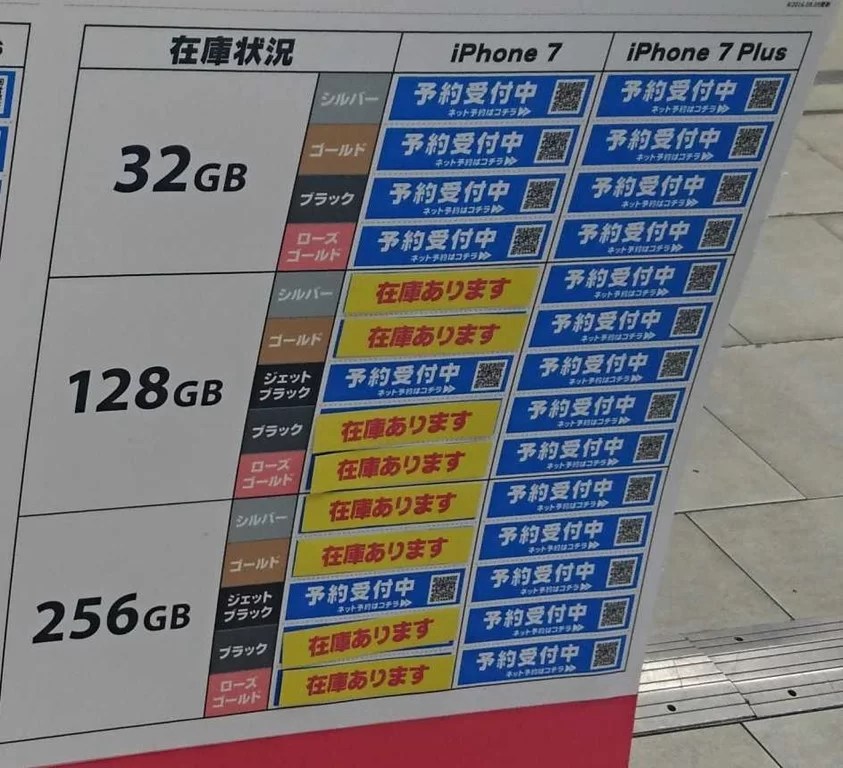 在庫状況 iPhone 7 iPhone 7 Plus
32GB
シルバー 予約受付中 予約受付中
ネット予約はコチラ ネット予約はコチラ
ゴールド 予約受付中 予約受付中
ネット予約はコチラ ネット予約はコチラ
ブラック 予約受付中 予約受付中
ネット予約はコチラ ネット予約はコチラ
ローズ
ゴールド 予約受付中 予約受付中
ネット予約はコチラ ネット予約はコチラ
128GB
シルバー 在庫あります 予約受付中
ネット予約はコチラ
ゴールド 在庫あります 予約受付中
ネット予約はコチラ
ジェット
ブラック 予約受付中 予約受付中
ネット予約はコチラ ネット予約はコチラ
ブラック 在庫あります 予約受付中
ネット予約はコチラ
ローズ
ゴールド 在庫あります 予約受付中
ネット予約はコチラ
256GB
シルバー 在庫あります 予約受付中
ネット予約はコチラ
ゴールド 在庫あります 予約受付中
ネット予約はコチラ
ジェット
ブラック 予約受付中 予約受付中
ネット予約はコチラ ネット予約はコチラ
ブラック 在庫あります 予約受付中
ネット予約はコチラ
ローズ
ゴールド 在庫あります 予約受付中
ネット予約はコチラ